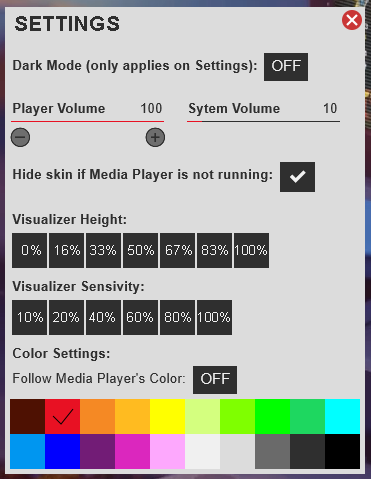 SETTINGS
Dark Mode (only applies on Settings): OFF
Player Volume 100 Sytem Volume 10
Hide skin if Media Player is not running:
Visualizer Height:
0% 16% 33% 50% 67% 83% 100%
Visualizer Sensivity:
10% 20% 40% 60% 80% 100%
Color Settings:
Follow Media Player's Color: OFF